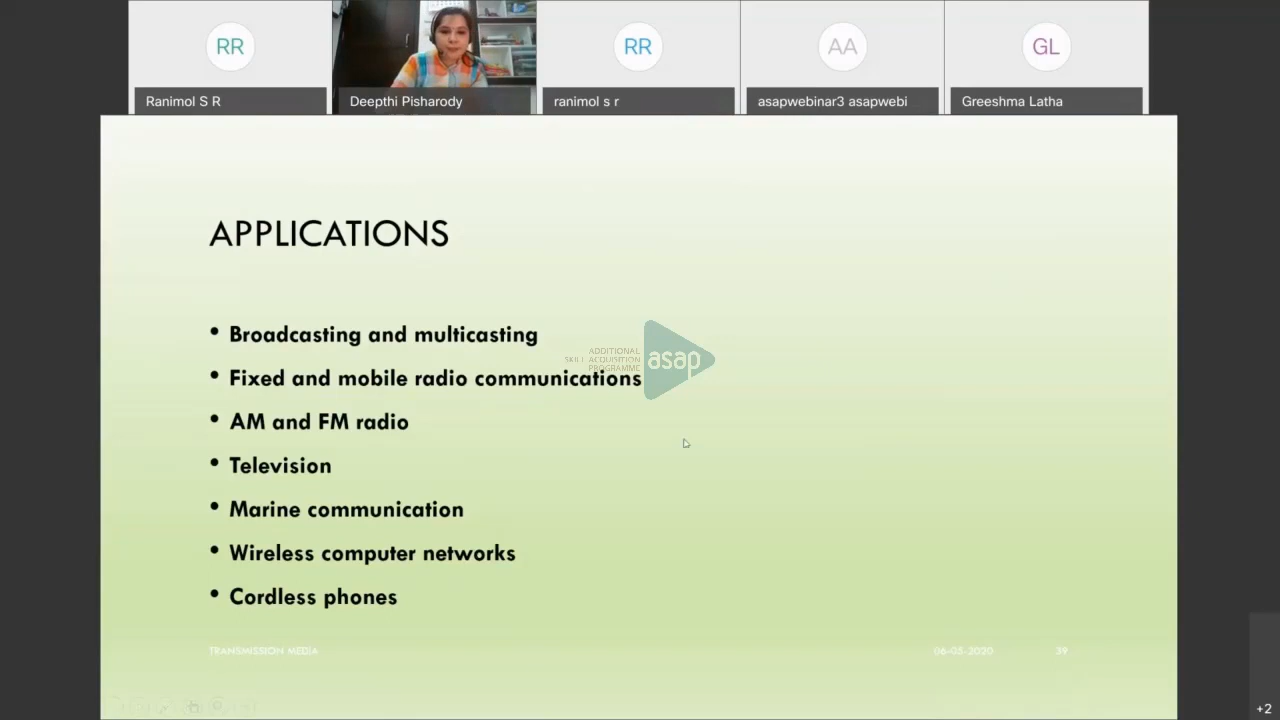 RR
RR
AA
GL
Ranimol S R
Deepthi Pisharody
ranimol s r
asapwebinar3 asapwebi
Greeshma Latha
APPLICATIONS
• Broadcasting and multicasting
ADDITIONAL
SKILL ACQUISITION
PROGRAMME
asap
• Fixed and mobile radio communications
• AM and FM radio
• Television
• Marine communication
• Wireless computer networks
• Cordless phones
TRANSMISSION MEDIA
06-05-2020
39
+2